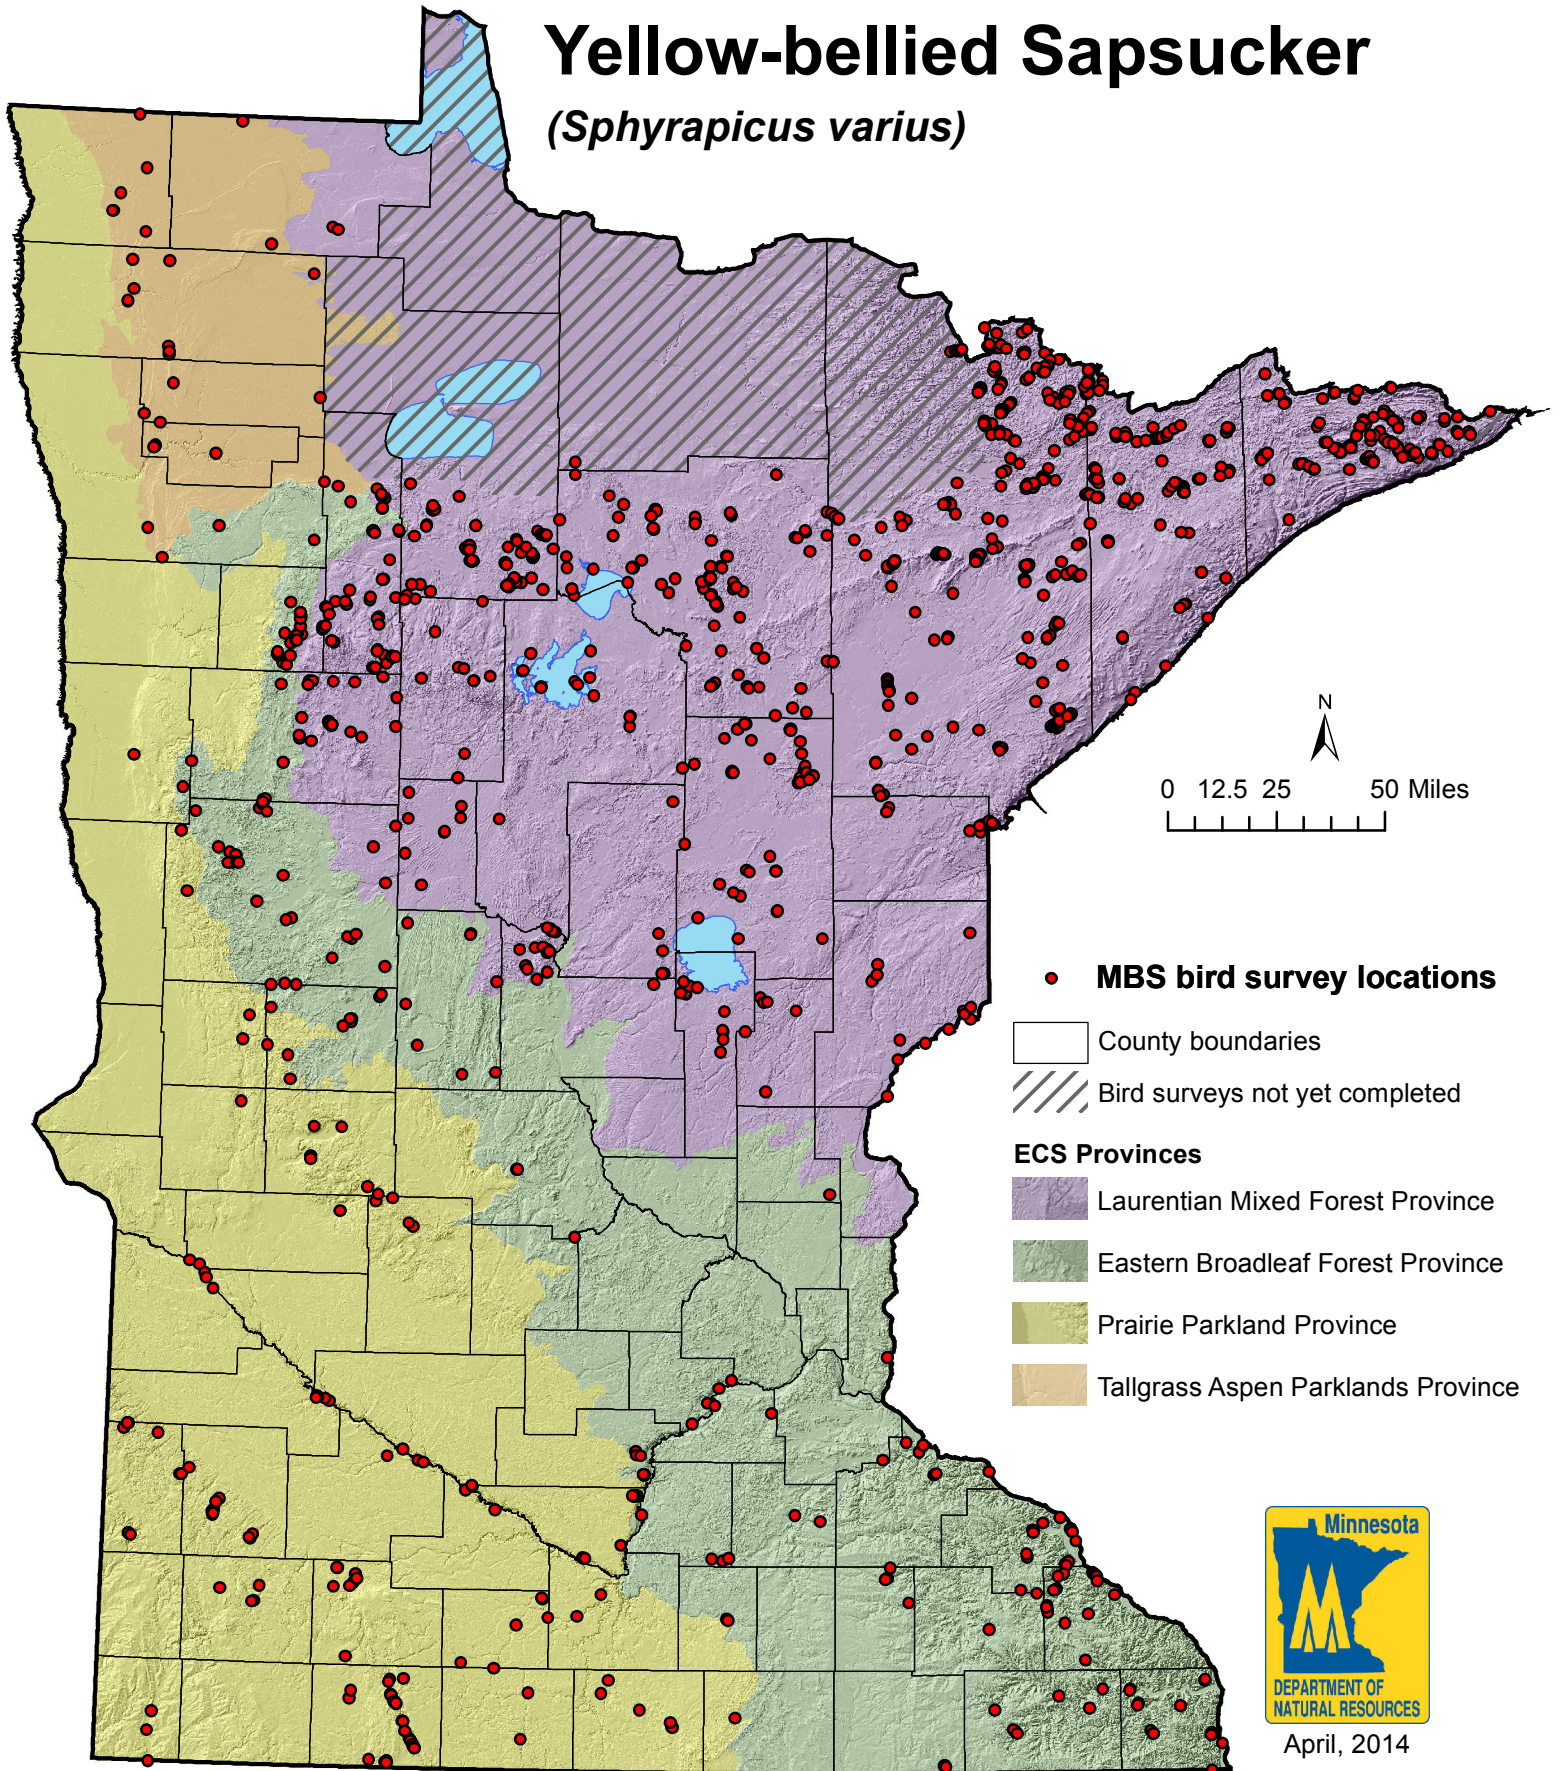 Yellow-bellied Sapsucker
(Sphyrapicus varius)
N
0 12.5 25 50 Miles
MBS bird survey locations
County boundaries
Bird surveys not yet completed
ECS Provinces
Laurentian Mixed Forest Province
Eastern Broadleaf Forest Province
Prairie Parkland Province
Tallgrass Aspen Parklands Province
Minnesota
DEPARTMENT OF
NATURAL RESOURCES
April, 2014